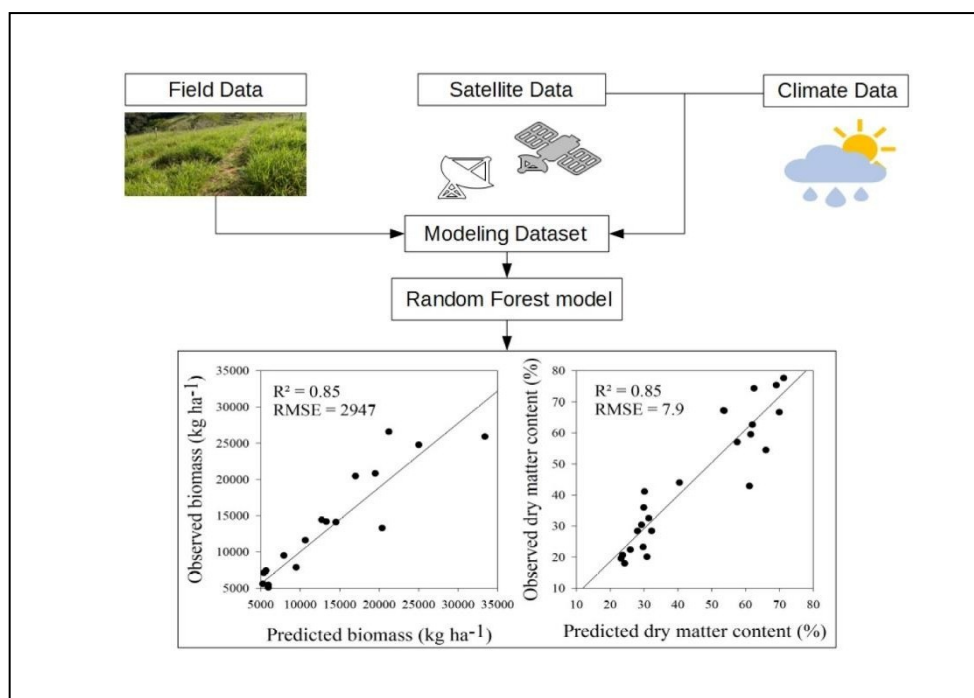 Field Data
Satellite Data
Climate Data
Modeling Dataset
Random Forest model
Observed biomass (kg ha⁻¹)
35000
30000
25000
20000
15000
10000
5000
R² = 0.85
RMSE = 2947
5000 10000 15000 20000 25000 30000 35000
Predicted biomass (kg ha⁻¹)
Observed dry matter content (%)
80
70
60
50
40
30
20
10
R² = 0.85
RMSE = 7.9
10 20 30 40 50 60 70 80
Predicted dry matter content (%)